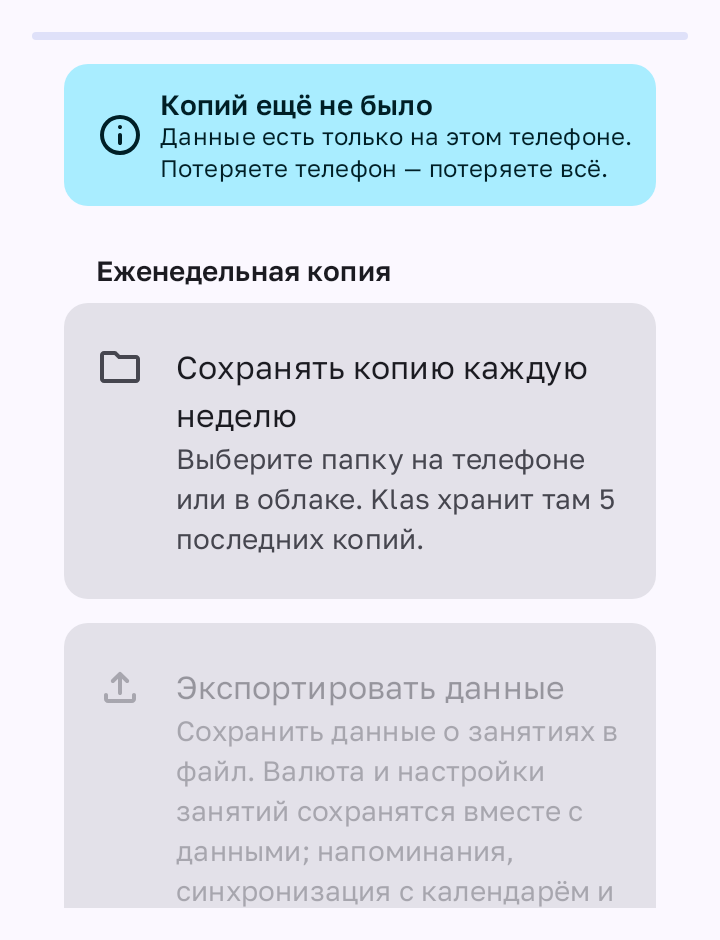 Копий ещё не было
Данные есть только на этом телефоне.
Потеряете телефон — потеряете всё.
Еженедельная копия
Сохранять копию каждую
неделю
Выберите папку на телефоне
или в облаке. Klas хранит там 5
последних копий.
Экспортировать данные
Сохранить данные о занятиях в
файл. Валюта и настройки
занятий сохранятся вместе с
данными; напоминания,
синхронизация с календарём и